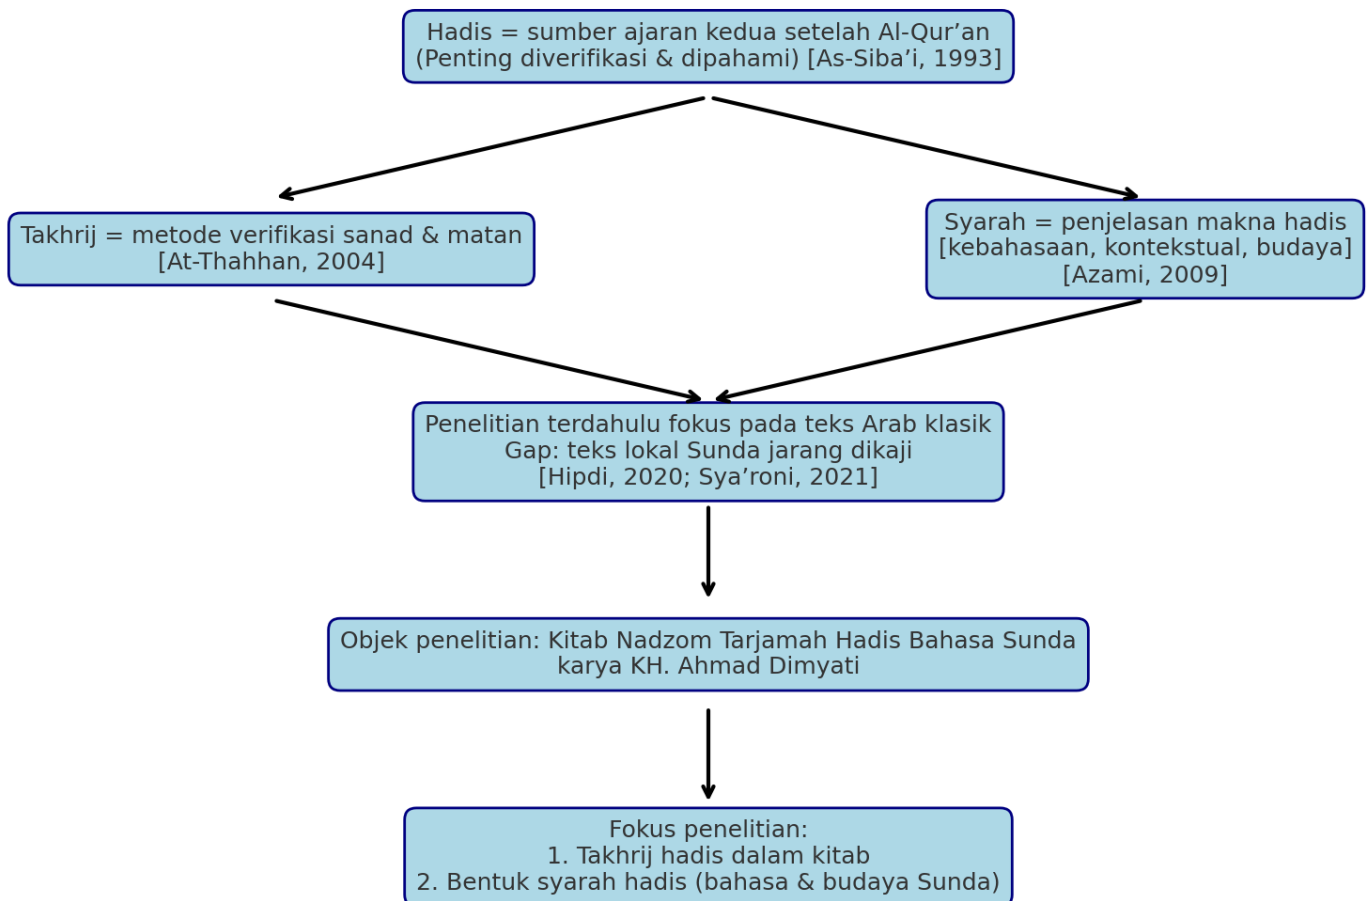 Hadis = sumber ajaran kedua setelah Al-Qur’an
(Penting diverifikasi & dipahami) [As-Siba’i, 1993]
Takhrij = metode verifikasi sanad & matan
[At-Thahhan, 2004]
Syarah = penjelasan makna hadis
[kebahasaan, kontekstual, budaya]
[Azami, 2009]
Penelitian terdahulu fokus pada teks Arab klasik
Gap: teks lokal Sunda jarang dikaji
[Hipdi, 2020; Sya’roni, 2021]
Objek penelitian: Kitab Nadzom Tarjamah Hadis Bahasa Sunda
karya KH. Ahmad Dimyati
Fokus penelitian:
1. Takhrij hadis dalam kitab
2. Bentuk syarah hadis (bahasa & budaya Sunda)